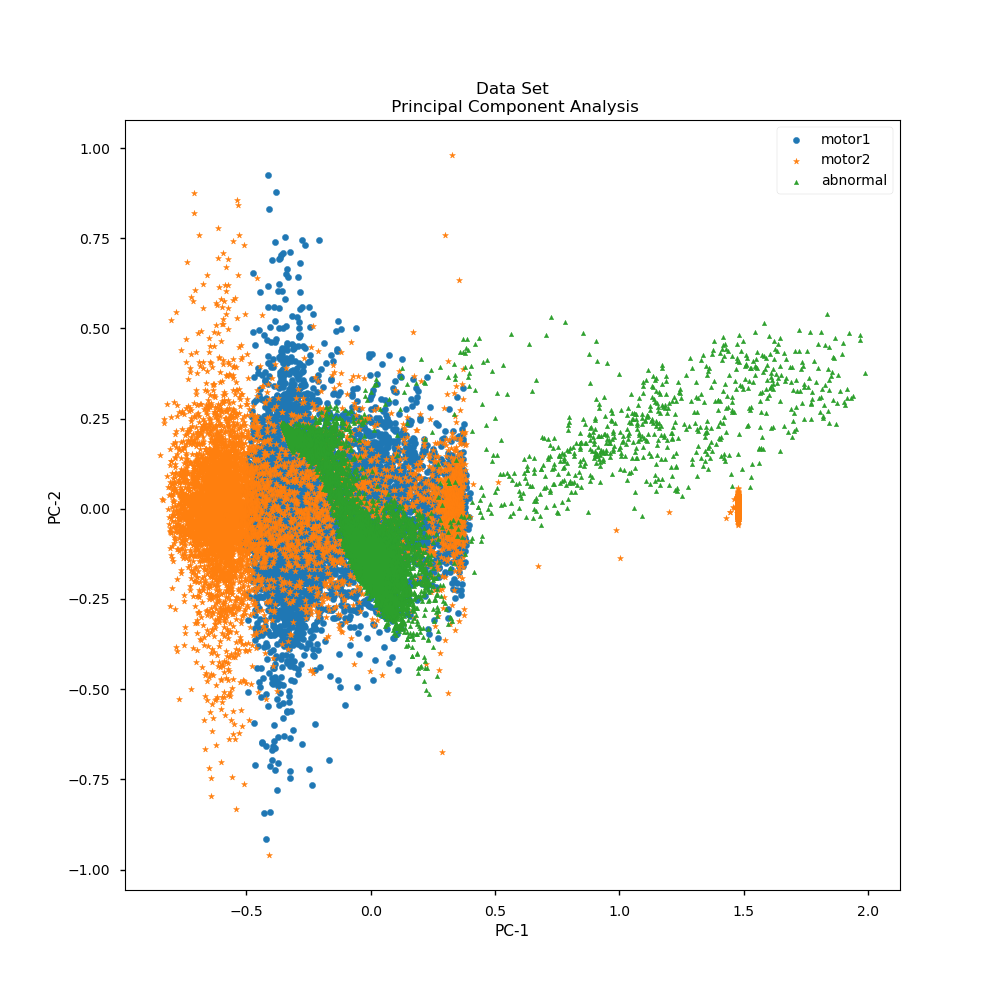 Data Set
Principal Component Analysis
motor1
motor2
abnormal
1.00
0.75
0.50
0.25
0.00
−0.25
−0.50
−0.75
−1.00
PC-2
−0.5
0.0
0.5
1.0
1.5
2.0
PC-1